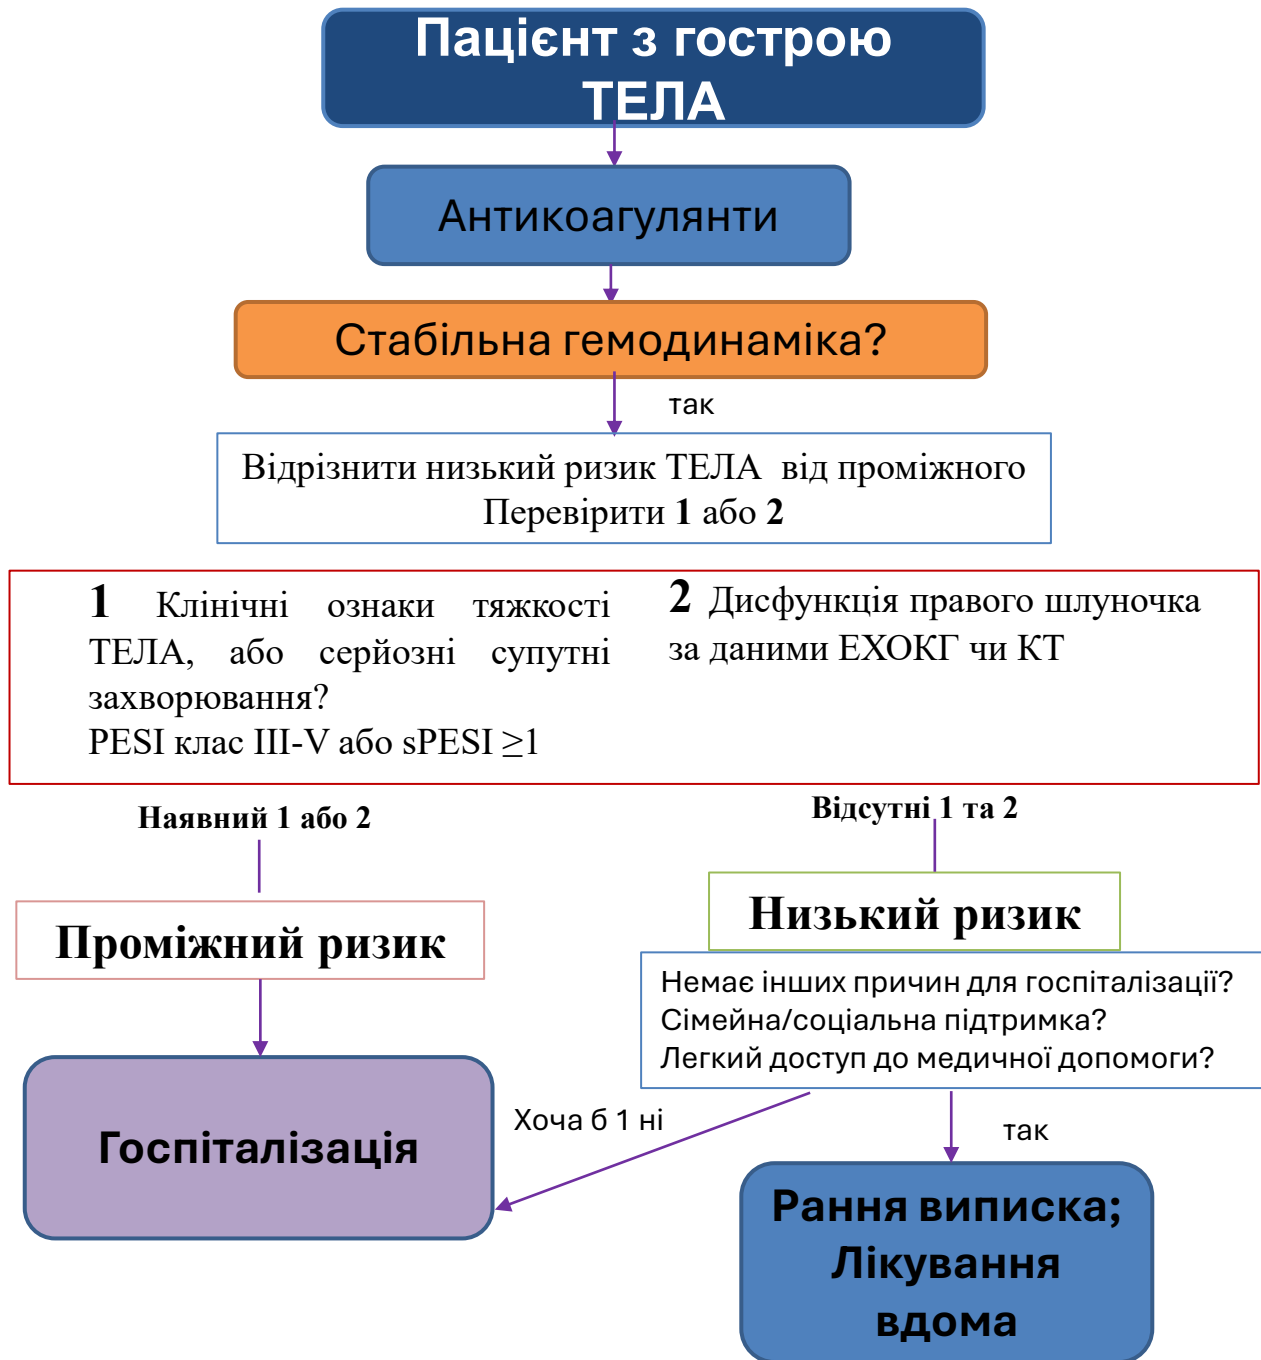 Пацієнт з гострою
ТЕЛА
Антикоагулянти
Стабільна гемодинаміка?
так
Відрізнити низький ризик ТЕЛА від проміжного
Перевірити 1 або 2
1 Клінічні ознаки тяжкості
ТЕЛА, або серйозні супутні
захворювання?
PESI клас III-V або sPESI ≥1
2 Дисфункція правого шлуночка
за даними ЕХОКГ чи КТ
Наявний 1 або 2
Відсутні 1 та 2
Проміжний ризик
Низький ризик
Немає інших причин для госпіталізації?
Сімейна/соціальна підтримка?
Легкий доступ до медичної допомоги?
Госпіталізація
Хоча б 1 ні
так
Рання виписка;
Лікування
вдома